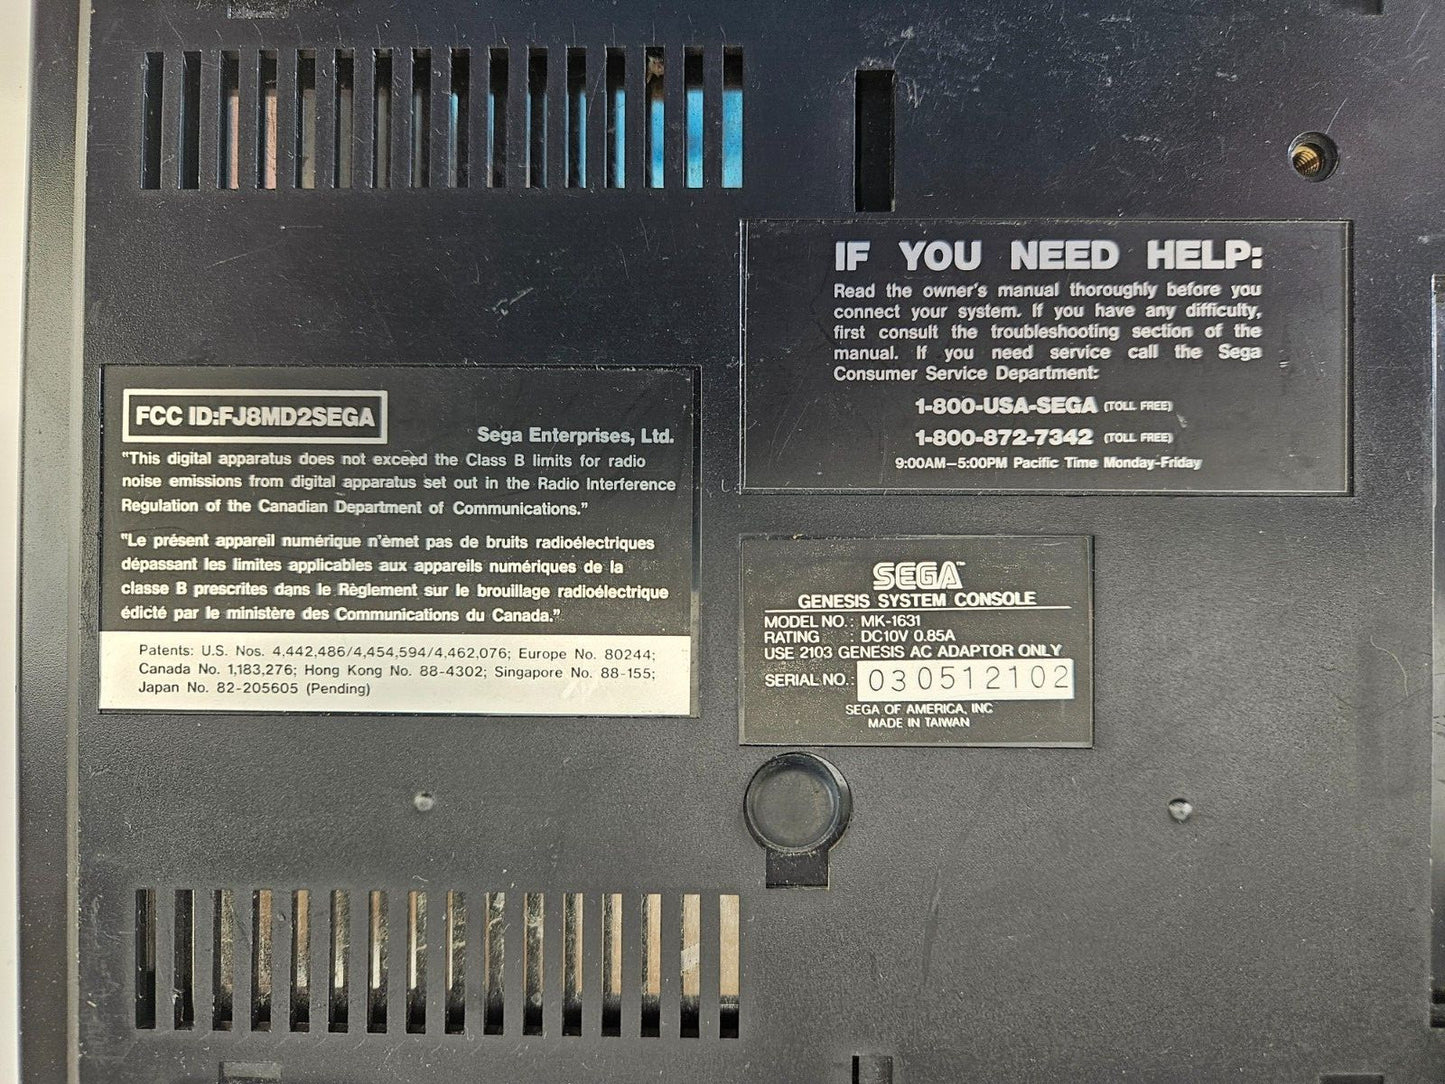 IF YOU NEED HELP:
Read the owner's manual thoroughly before you
connect your system. If you have any difficulty,
first consult the troubleshooting section of the
manual. If you need service call the Sega
Consumer Service Department:
1-800-USA-SEGA (TOLL FREE)
1-800-872-7342 (TOLL FREE)
9:00AM–5:00PM Pacific Time Monday-Friday
FCC ID:FJ8MD2SEGA
Sega Enterprises, Ltd.
"This digital apparatus does not exceed the Class B limits for radio
noise emissions from digital apparatus set out in the Radio Interference
Regulation of the Canadian Department of Communications."
"Le présent appareil numérique n'èmet pas de bruits radioélectriques
dépassant les limites applicables aux appareils numériques de la
classe B prescrites dans le Règlement sur le brouillage radioélectrique
édicté par le ministère des Communications du Canada."
Patents: U.S. Nos. 4,442,486/4,454,594/4,462,076; Europe No. 80244;
Canada No. 1,183,276; Hong Kong No. 88-4302; Singapore No. 88-155;
Japan No. 82-205605 (Pending)
SEGA™
GENESIS SYSTEM CONSOLE
MODEL NO.: MK-1631
RATING : DC10V 0.85A
USE 2103 GENESIS AC ADAPTOR ONLY
SERIAL NO.: 030512102
SEGA OF AMERICA, INC
MADE IN TAIWAN